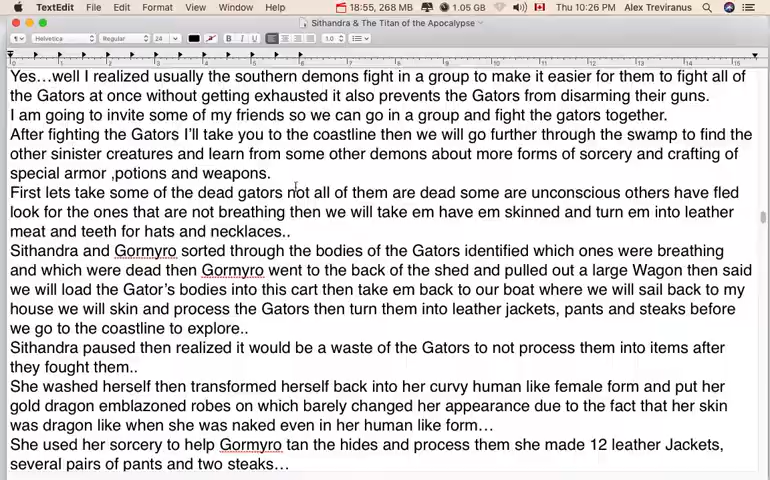 TextEdit File Edit Format View Window Help 18:55, 268 MB 1.05 GB Thu 10:26 PM Alex Treviranus
Sithandra & The Titan of the Apocalypse
Helvetica Regular 24 B I U 1.0
0 1 2 3 4 5 6 7 8 9 10 11 12 13 14 15
Yes…well I realized usually the southern demons fight in a group to make it easier for them to fight all of
the Gators at once without getting exhausted it also prevents the Gators from disarming their guns.
I am going to invite some of my friends so we can go in a group and fight the gators together.
After fighting the Gators I’ll take you to the coastline then we will go further through the swamp to find the
other sinister creatures and learn from some other demons about more forms of sorcery and crafting of
special armor ,potions and weapons.
First lets take some of the dead gators not all of them are dead some are unconscious others have fled
look for the ones that are not breathing then we will take em have em skinned and turn em into leather
meat and teeth for hats and necklaces..
Sithandra and Gormyro sorted through the bodies of the Gators identified which ones were breathing
and which were dead then Gormyro went to the back of the shed and pulled out a large Wagon then said
we will load the Gator’s bodies into this cart then take em back to our boat where we will sail back to my
house we will skin and process the Gators then turn them into leather jackets, pants and steaks before
we go to the coastline to explore..
Sithandra paused then realized it would be a waste of the Gators to not process them into items after
they fought them..
She washed herself then transformed herself back into her curvy human like female form and put her
gold dragon emblazoned robes on which barely changed her appearance due to the fact that her skin
was dragon like when she was naked even in her human like form…
She used her sorcery to help Gormyro tan the hides and process them she made 12 leather Jackets,
several pairs of pants and two steaks…